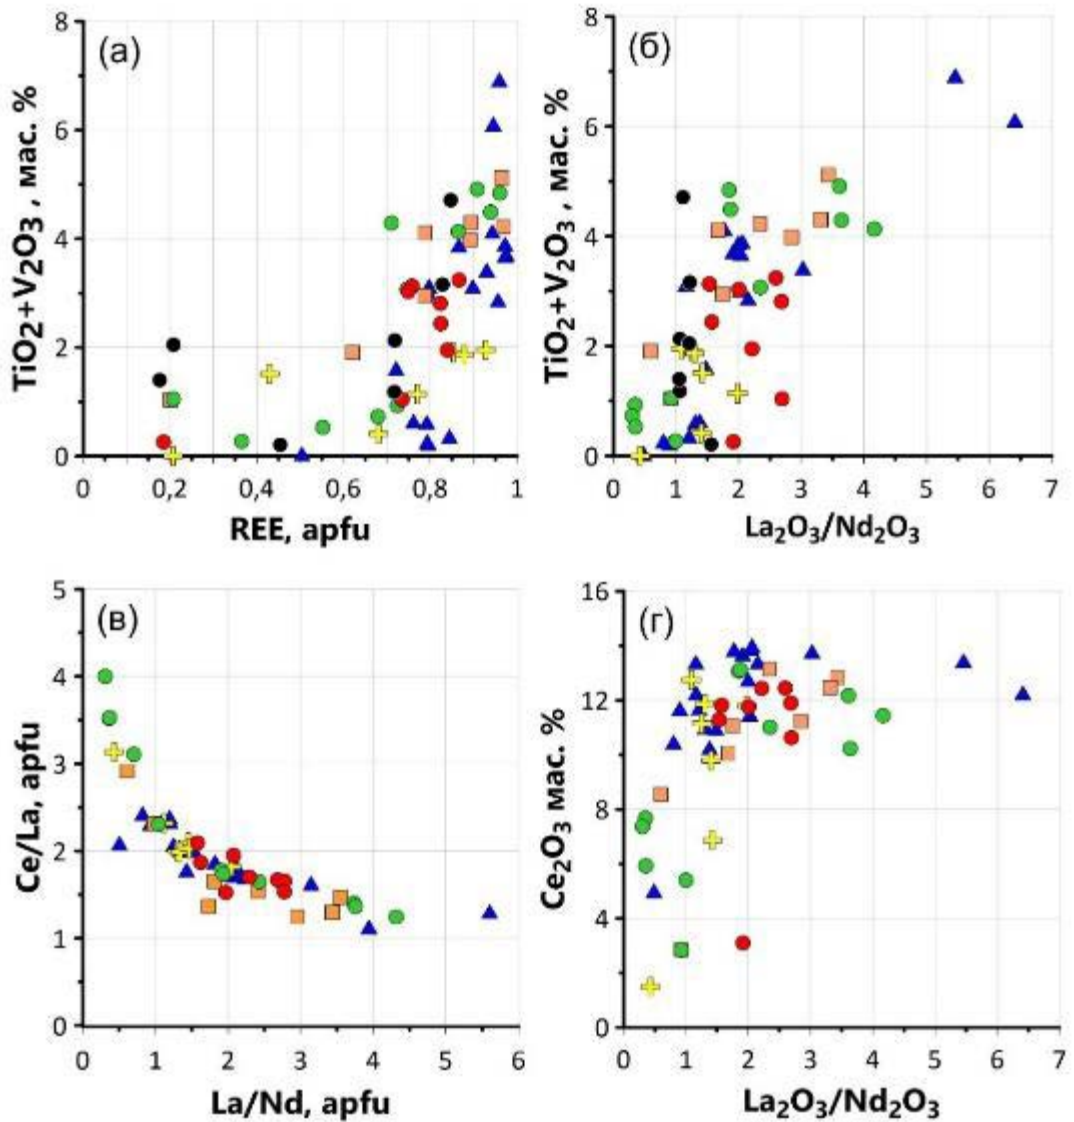 (а)
TiO₂+V₂O₃, мас. %
8
6
4
2
0
0 0,2 0,4 0,6 0,8 1
REE, apfu
(б)
TiO₂+V₂O₃, мас. %
8
6
4
2
0
0 1 2 3 4 5 6 7
La₂O₃/Nd₂O₃
(в)
Ce/La, apfu
5
4
3
2
1
0
0 1 2 3 4 5 6
La/Nd, apfu
(г)
Ce₂O₃ мас. %
16
12
8
4
0
0 1 2 3 4 5 6 7
La₂O₃/Nd₂O₃